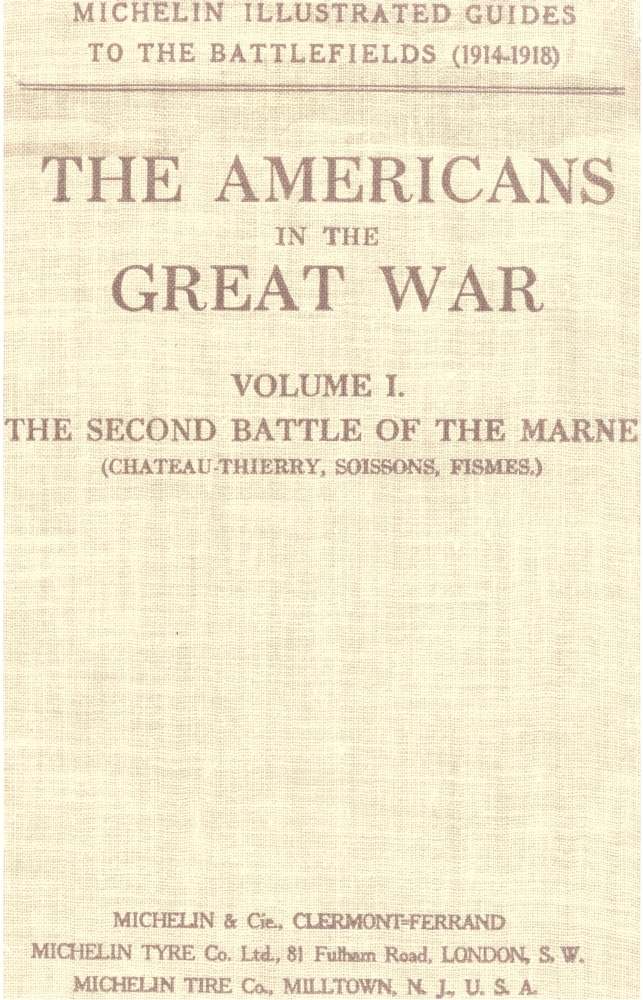 MICHELIN ILLUSTRATED GUIDES
TO THE BATTLEFIELDS (1914-1918)
THE AMERICANS
IN THE
GREAT WAR
VOLUME I.
THE SECOND BATTLE OF THE MARNE
(CHATEAU-THIERRY, SOISSONS, FISMES.)
MICHELIN & Cie., CLERMONT-FERRAND
MICHELIN TYRE Co. Ltd., 81 Fulham Road, LONDON, S. W.
MICHELIN TIRE Co., MILLTOWN, N. J., U. S. A.